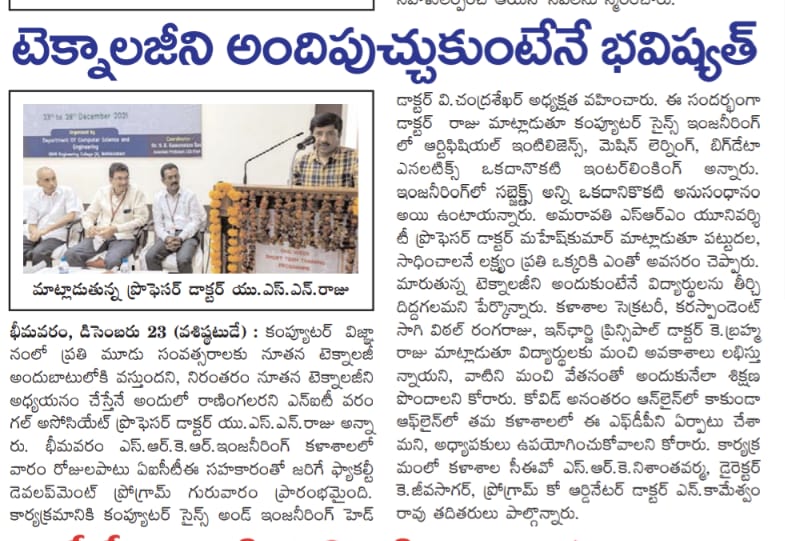 టెక్నాలజీని అందిపుచ్చుకుంటేనే భవిష్యత్
23rd to 28th December 2021
Organized by
Department Of Computer Science and
Engineering
Coordinator
ONE WEEK
SHORT TERM TRAINING
PROGRAMME
మాట్లాడుతున్న ప్రొఫెసర్ డాక్టర్ యు.ఎస్.ఎన్.రాజు
భీమవరం, డిసెంబరు 23 (వశిష్ఠటుడే) : కంప్యూటర్ విజ్ఞా
నంలో ప్రతి మూడు సంవత్సరాలకు నూతన టెక్నాలజీ
అందుబాటులోకి వస్తుందని, నిరంతరం నూతన టెక్నాలజీని
అధ్యయనం చేస్తేనే అందులో రాణించగలరని ఎన్ఐటీ వరం
గల్ అసోసియేట్ ప్రొఫెసర్ డాక్టర్ యు.ఎస్.ఎన్.రాజు అన్నా
రు. భీమవరం ఎస్.ఆర్.కె.ఆర్.ఇంజనీరింగ్ కళాశాలలో
వారం రోజులపాటు ఏఐసీటీఈ సహకారంతో జరిగే ఫ్యాకల్టీ
డెవలప్‌మెంట్ ప్రోగ్రామ్ గురువారం ప్రారంభమైంది.
కార్యక్రమానికి కంప్యూటర్ సైన్స్ అండ్ ఇంజనీరింగ్ హెడ్
డాక్టర్ వి.చంద్రశేఖర్ అధ్యక్షత వహించారు. ఈ సందర్భంగా
డాక్టర్ రాజు మాట్లాడుతూ కంప్యూటర్ సైన్స్ ఇంజనీరింగ్
లో ఆర్టిఫిషియల్ ఇంటిలిజెన్స్, మెషిన్ లెర్నింగ్, బిగ్‌డేటా
ఎనలటిక్స్ ఒకదానొకటి ఇంటర్‌లింకింగ్ అన్నారు.
ఇంజనీరింగ్‌లో సబ్జెక్ట్స్ అన్ని ఒకదానికొకటి అనుసంధానం
అయి ఉంటాయన్నారు. అమరావతి ఎస్ఆర్ఎం యూనివర్శి
టీ ప్రొఫెసర్ డాక్టర్ మహేష్‌కుమార్ మాట్లాడుతూ పట్టుదల,
సాధించాలనే లక్ష్యం ప్రతి ఒక్కరికి ఎంతో అవసరం చెప్పారు.
మారుతున్న టెక్నాలజీని అందుకుంటేనే విద్యార్థులను తీర్చి
దిద్దగలమని పేర్కొన్నారు. కళాశాల సెక్రటరీ, కరస్పాండెంట్
సాగి విఠల్ రంగరాజు, ఇన్‌ఛార్జి ప్రిన్సిపాల్ డాక్టర్ కె.బ్రహ్మ
రాజు మాట్లాడుతూ విద్యార్థులకు మంచి అవకాశాలు లభిస్తు
న్నాయని, వాటిని మంచి వేతనంతో అందుకునేలా శిక్షణ
పొందాలని కోరారు. కోవిడ్ అనంతరం ఆన్‌లైన్‌లో కాకుండా
ఆఫ్‌లైన్‌లో తమ కళాశాలలో ఈ ఎఫ్‌డీపీని ఏర్పాటు చేశా
మని, అధ్యాపకులు ఉపయోగించుకోవాలని కోరారు. కార్యక్ర
మంలో కళాశాల సీఈవో ఎస్.ఆర్.కె.నిశాంతవర్మ, డైరెక్టర్
కె.జీవసాగర్, ప్రోగ్రామ్ కో ఆర్డినేటర్ డాక్టర్ ఎన్.కామేశ్వం
రావు తదితరులు పాల్గొన్నారు.